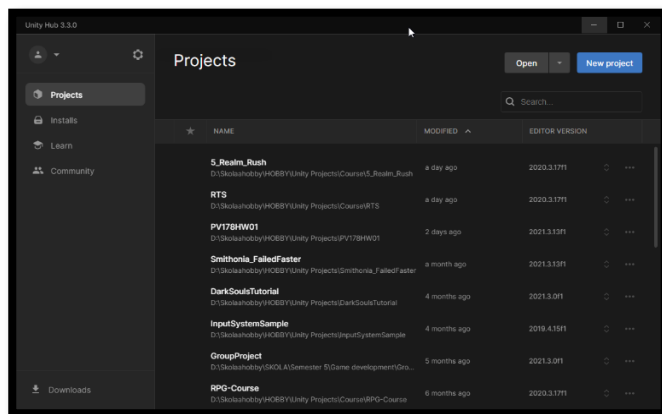 Unity Hub 3.3.0
Projects
Open
New project
Search...
Projects
Installs
Learn
Community
Downloads
NAME MODIFIED EDITOR VERSION
5_Realm_Rush
D:\Skolaahobby\HOBBY\Unity Projects\Course\5_Realm_Rush
a day ago 2020.3.17f1
RTS
D:\Skolaahobby\HOBBY\Unity Projects\Course\RTS
a day ago 2020.3.17f1
PV178HW01
D:\Skolaahobby\HOBBY\Unity Projects\PV178HW01
2 days ago 2021.3.13f1
Smithonia_FailedFaster
D:\Skolaahobby\HOBBY\Unity Projects\Smithonia_FailedFaster
a month ago 2021.3.13f1
DarkSoulsTutorial
D:\Skolaahobby\HOBBY\Unity Projects\DarkSoulsTutorial
4 months ago 2021.3.0f1
InputSystemSample
D:\Skolaahobby\HOBBY\Unity Projects\InputSystemSample
4 months ago 2019.4.15f1
GroupProject
D:\Skolaahobby\SKOLA\Semester 5\Game development\Gro...
5 months ago 2021.3.0f1
RPG-Course
D:\Skolaahobby\HOBBY\Unity Projects\Course\RPG-Course
6 months ago 2020.3.17f1